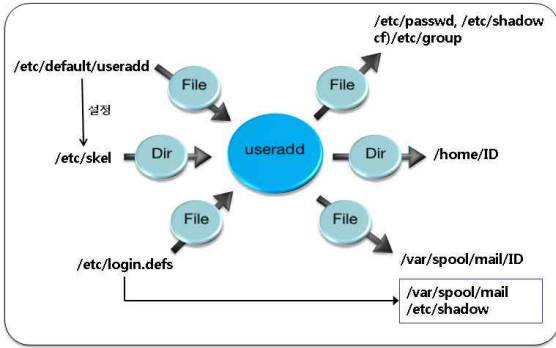 /etc/passwd, /etc/shadow
cf)/etc/group
/etc/default/useradd
File
File
설정
/etc/skel
Dir
useradd
Dir
/home/ID
File
File
/etc/login.defs
/var/spool/mail/ID
/var/spool/mail
/etc/shadow